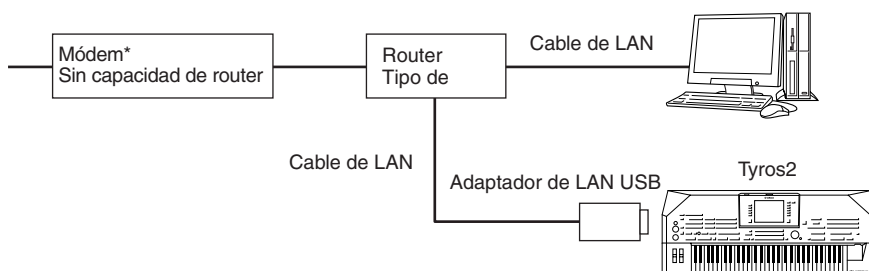 Módem*
Sin capacidad de router
Router
Tipo de
Cable de LAN
Cable de LAN
Adaptador de LAN USB
Tyros2